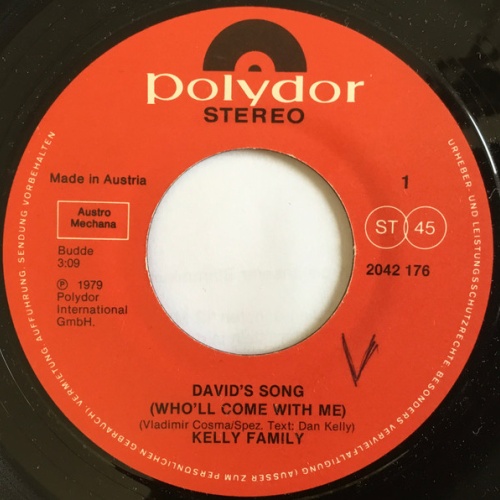 polydor
STEREO
Made in Austria
1
Austro
Mechana
ST 45
Budde
3:09
2042 176
℗ 1979
Polydor
International
GmbH.
DAVID'S SONG
(WHO'LL COME WITH ME)
(Vladimir Cosma/Spez. Text: Dan Kelly)
KELLY FAMILY
URHEBER- UND LEISTUNGSSCHUTZRECHTE BESONDERS VERVIELFÄLTIGUNG (AUSSER ZUM PERSÖNLICHEN GEBRAUCH) VERMIETUNG AUFFÜHRUNG, SENDUNG VORBEHALTEN